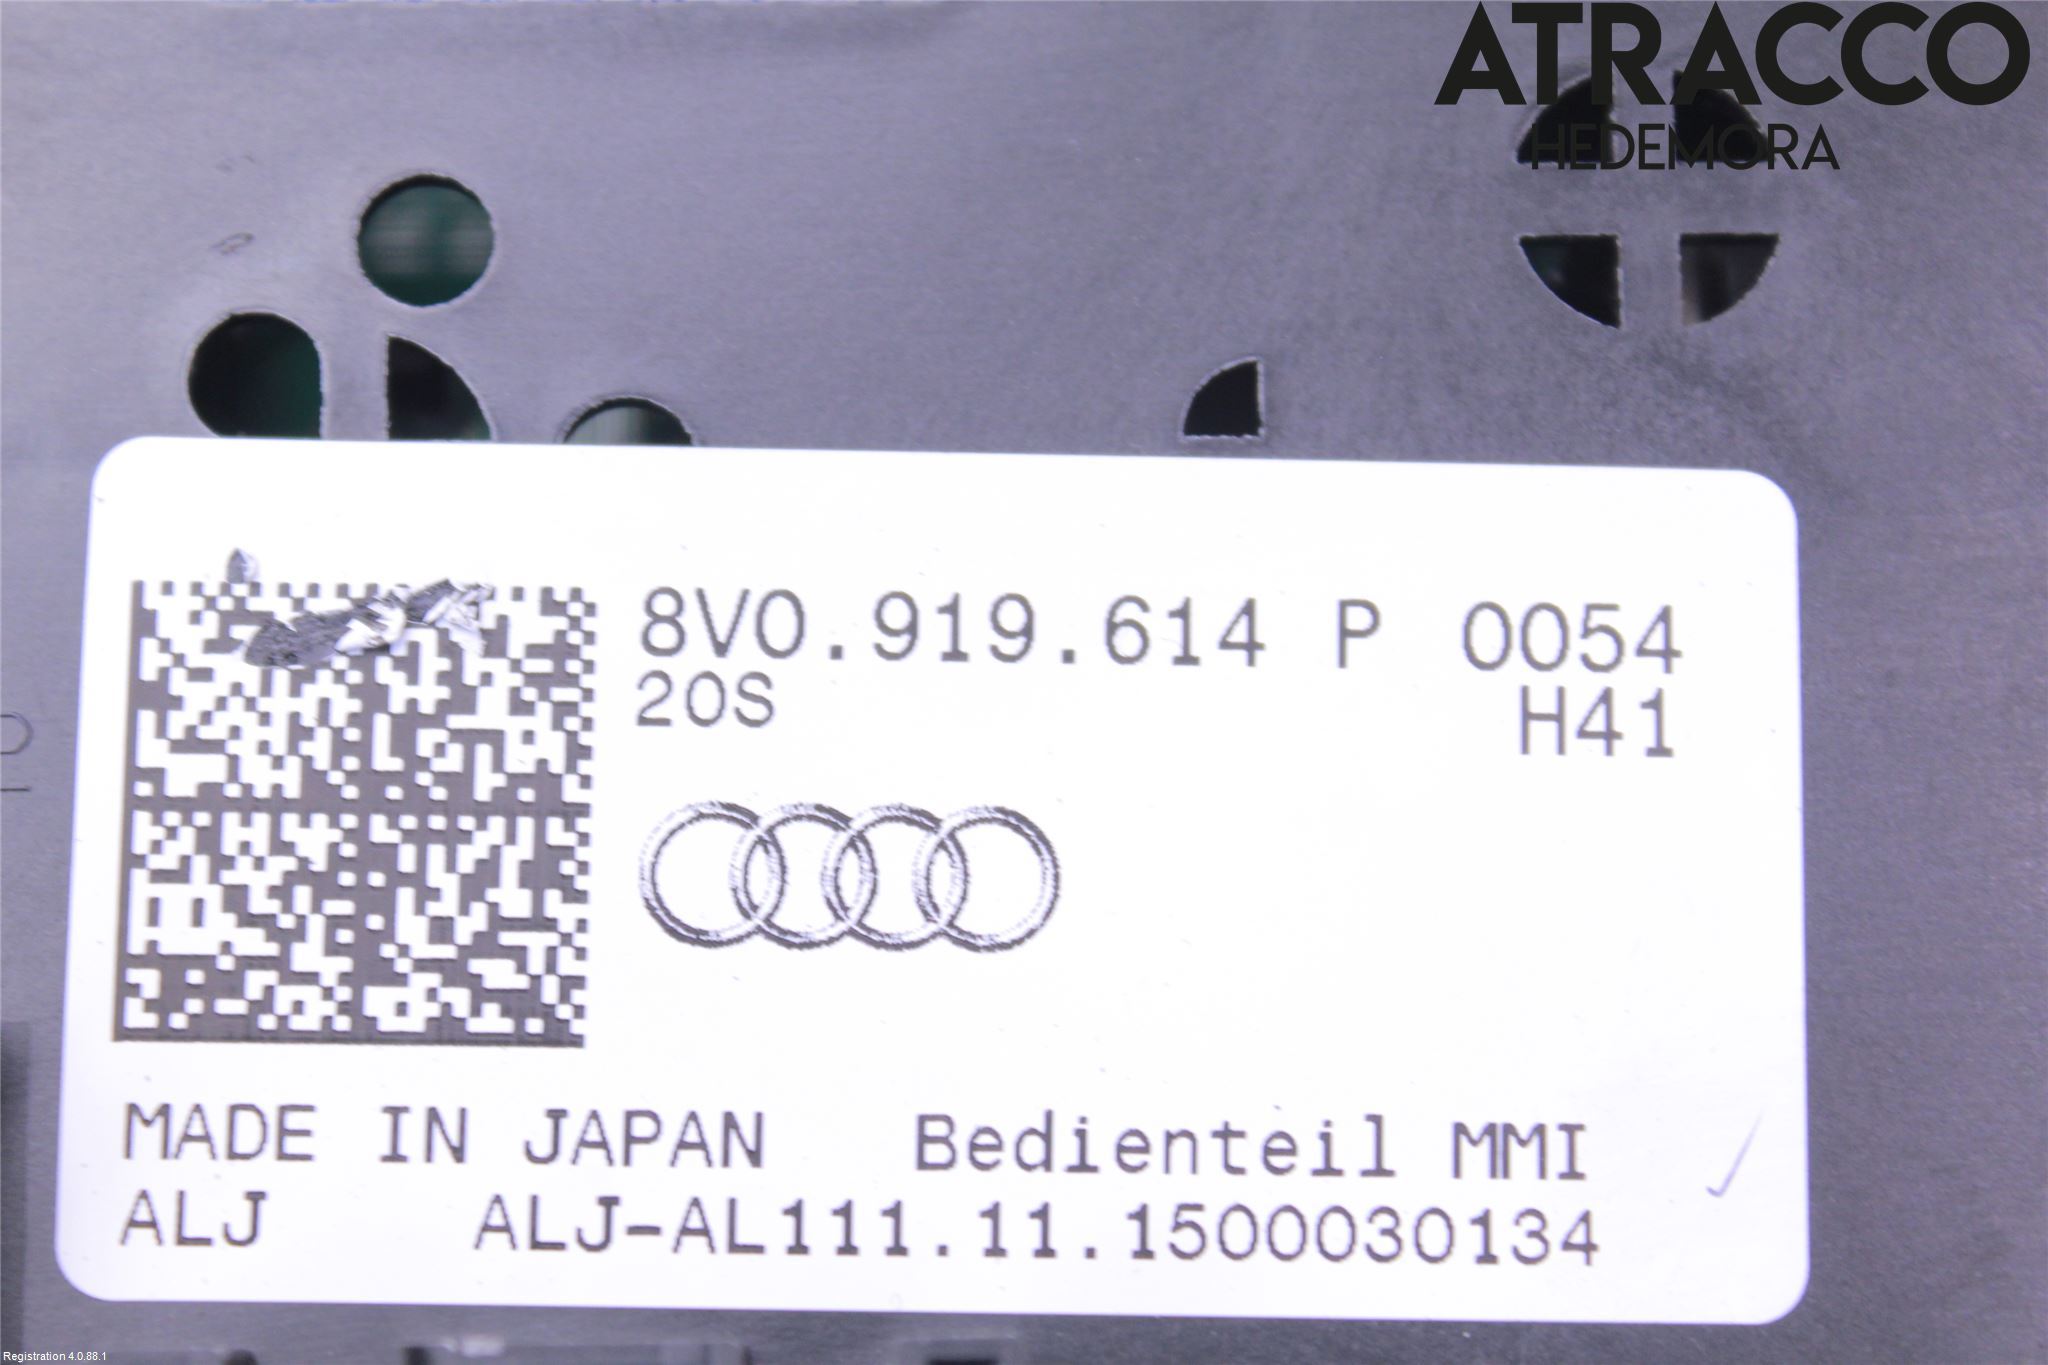 ATRACCO
HEDEMORA
8V0.919.614 P 0054
20S H41
MADE IN JAPAN Bedienteil MMI
ALJ ALJ-AL111.11.1500030134
Registration 4.0.88.1